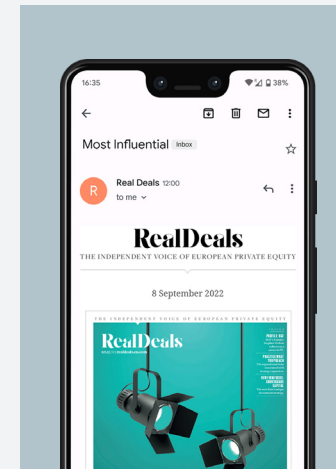 16:35 38%
Most Influential Inbox
R
Real Deals 12:00
to me
RealDeals
THE INDEPENDENT VOICE OF EUROPEAN PRIVATE EQUITY
8 September 2022
THE INDEPENDENT VOICE OF EUROPEAN PRIVATE EQUITY
RealDeals